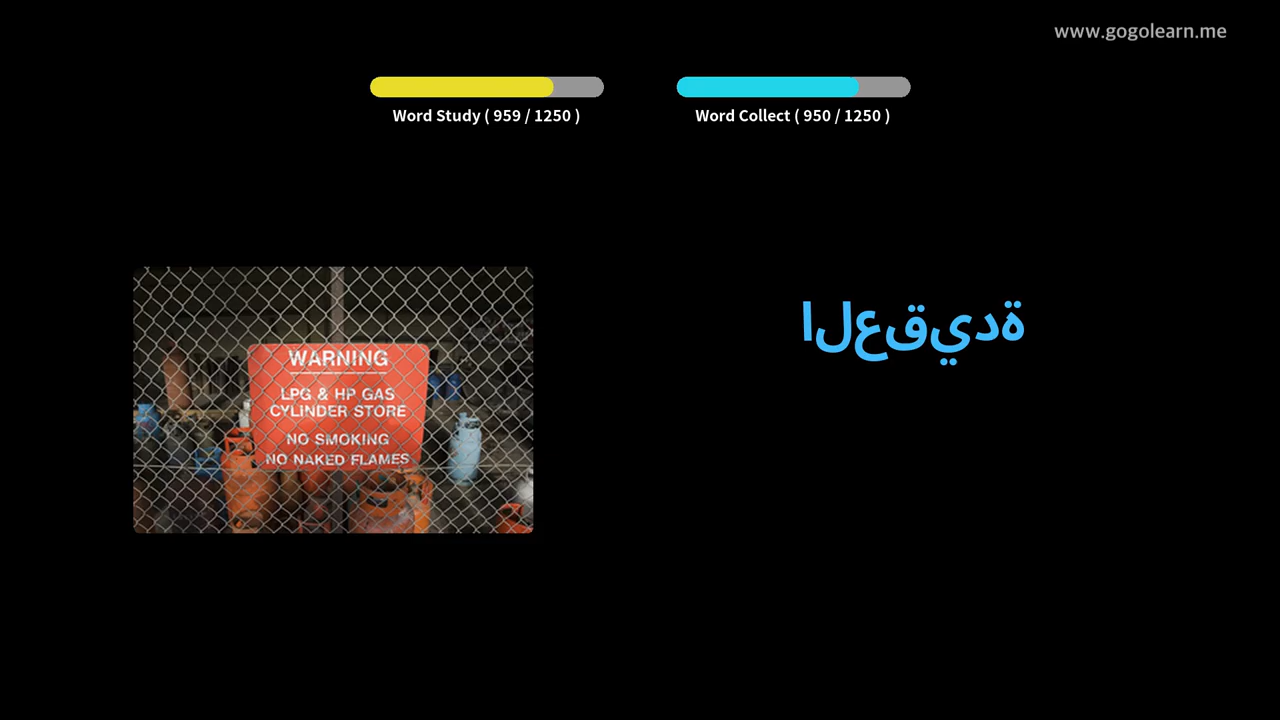 www.gogolearn.me
Word Study ( 959 / 1250 )
Word Collect ( 950 / 1250 )
العقيدة
WARNING
LPG & HP GAS
CYLINDER STORE
NO SMOKING
NO NAKED FLAMES